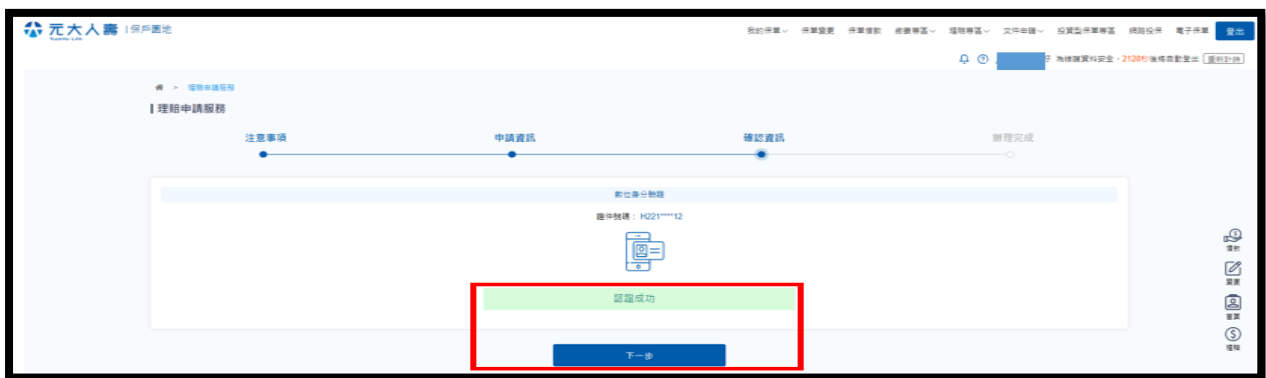 元大人壽 | 保戶園地
我的保單 保單變更 保單借款 繳費專區 理賠專區 文件申請 投資型保單專區 網路投保 電子保單 登出
為維護資料安全,2128秒後將自動登出 重新計時
> 理賠申請服務
理賠申請服務
注意事項 申請資訊 確認資訊 辦理完成
數位身分驗證
證件號碼: H221****12
認證成功
下一步
借款
變更
首頁
理賠